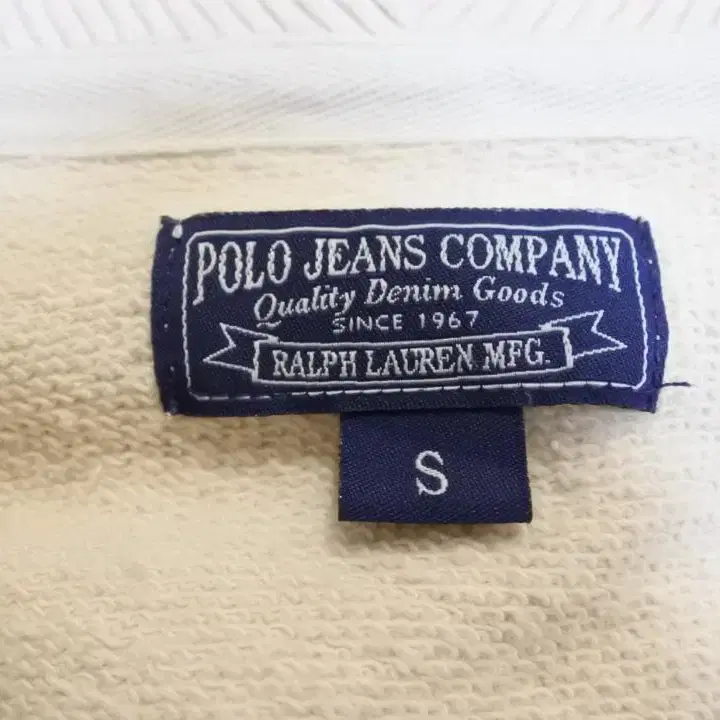 POLO JEANS COMPANY
Quality Denim Goods
SINCE 1967
RALPH LAUREN MFG.
S